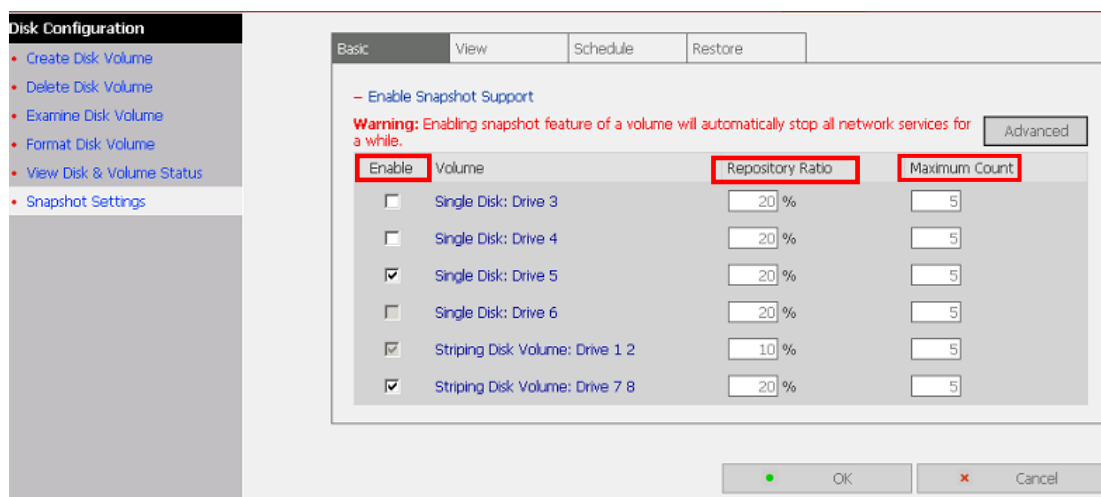 Disk Configuration
Create Disk Volume
Delete Disk Volume
Examine Disk Volume
Format Disk Volume
View Disk & Volume Status
Snapshot Settings
Basic View Schedule Restore
– Enable Snapshot Support
Warning: Enabling snapshot feature of a volume will automatically stop all network services for
a while.
Advanced
Enable Volume Repository Ratio Maximum Count
Single Disk: Drive 3 20 % 5
Single Disk: Drive 4 20 % 5
Single Disk: Drive 5 20 % 5
Single Disk: Drive 6 20 % 5
Striping Disk Volume: Drive 1 2 10 % 5
Striping Disk Volume: Drive 7 8 20 % 5
OK Cancel